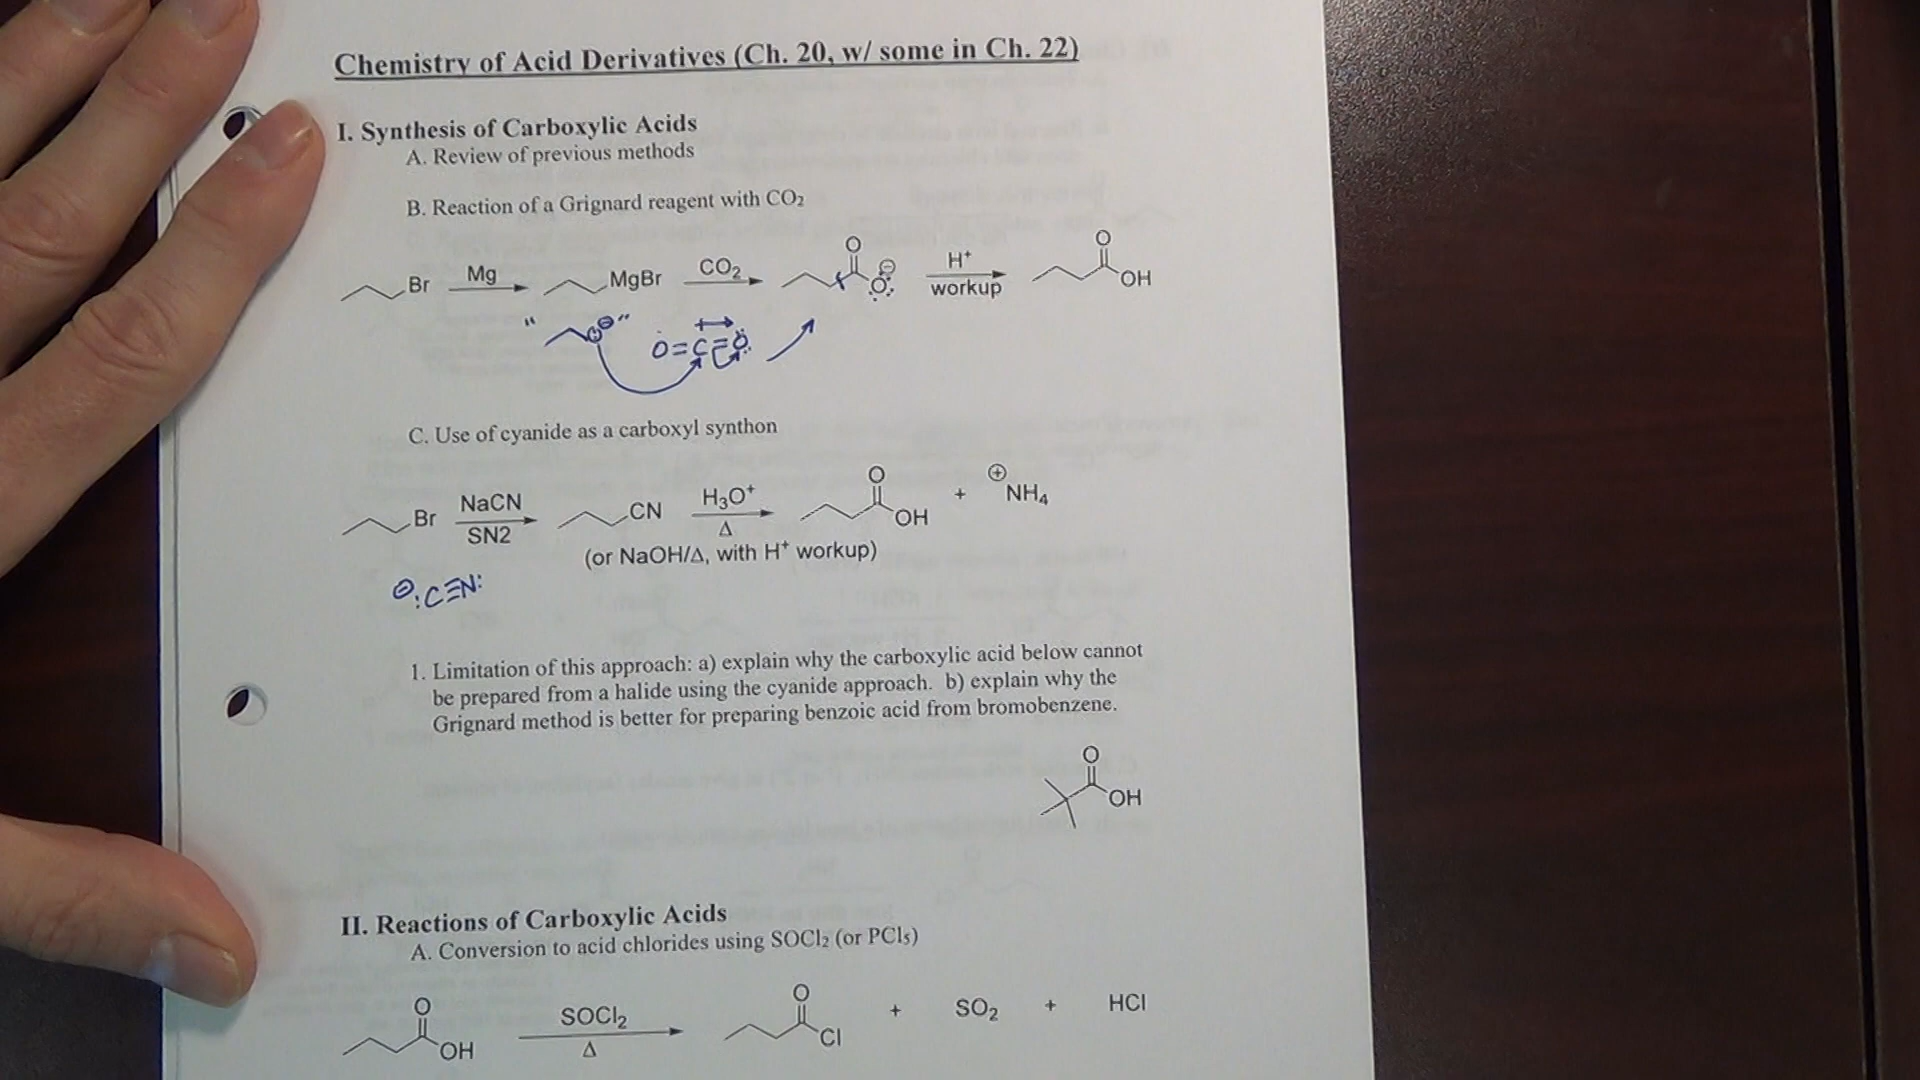 Chemistry of Acid Derivatives (Ch. 20, w/ some in Ch. 22)
I. Synthesis of Carboxylic Acids
A. Review of previous methods
B. Reaction of a Grignard reagent with CO₂
Br Mg MgBr CO₂ O ⊖ :O: H⁺ workup O OH
" ⊖ " O=C=O
C. Use of cyanide as a carboxyl synthon
Br NaCN SN2 CN H₃O⁺ Δ O OH + ⊕ NH₄
(or NaOH/Δ, with H⁺ workup)
⊖:C≡N:
1. Limitation of this approach: a) explain why the carboxylic acid below cannot
be prepared from a halide using the cyanide approach. b) explain why the
Grignard method is better for preparing benzoic acid from bromobenzene.
O OH
II. Reactions of Carboxylic Acids
A. Conversion to acid chlorides using SOCl₂ (or PCl₅)
O OH SOCl₂ Δ O Cl + SO₂ + HCl